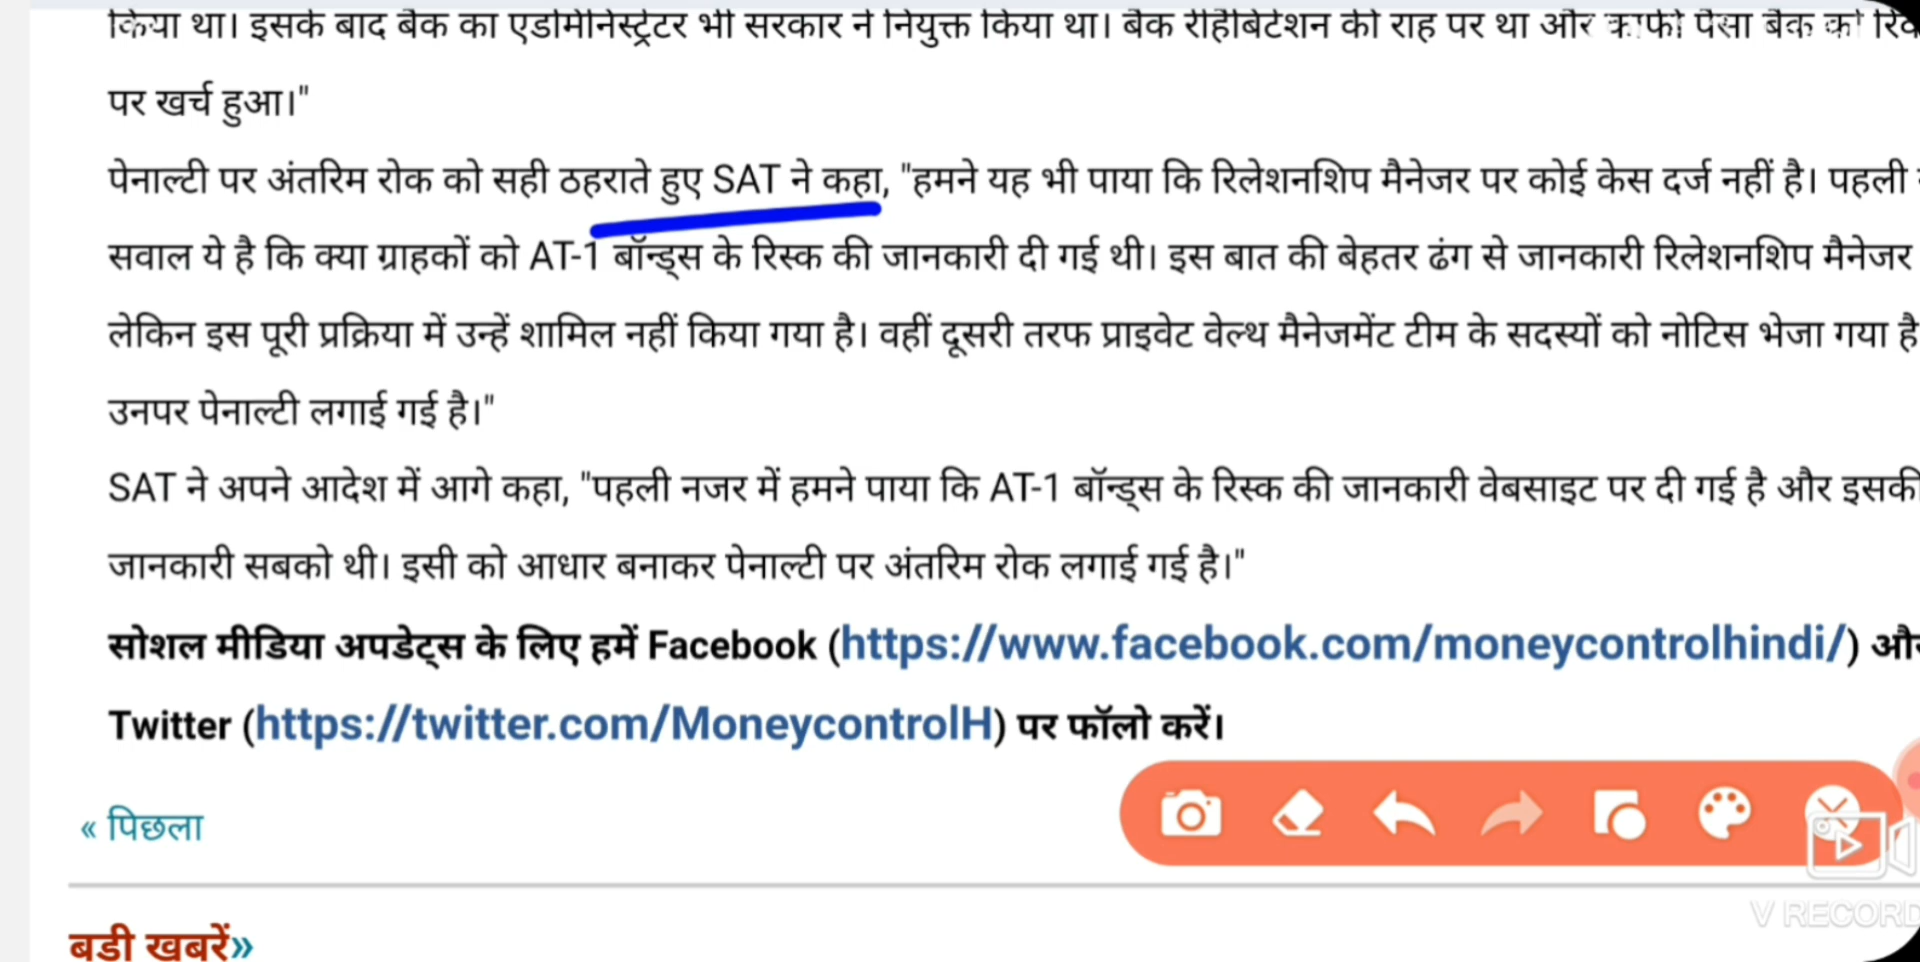 किया था। इसके बाद बैंक का एडमिनिस्ट्रेटर भी सरकार ने नियुक्त किया था। बैंक रीहैबिटेशन की राह पर था और काफी पैसा बैंक को
पर खर्च हुआ।"
पेनाल्टी पर अंतरिम रोक को सही ठहराते हुए SAT ने कहा, "हमने यह भी पाया कि रिलेशनशिप मैनेजर पर कोई केस दर्ज नहीं है। पहली
सवाल ये है कि क्या ग्राहकों को AT-1 बॉन्ड्स के रिस्क की जानकारी दी गई थी। इस बात की बेहतर ढंग से जानकारी रिलेशनशिप मैनेजर
लेकिन इस पूरी प्रक्रिया में उन्हें शामिल नहीं किया गया है। वहीं दूसरी तरफ प्राइवेट वेल्थ मैनेजमेंट टीम के सदस्यों को नोटिस भेजा गया है
उनपर पेनाल्टी लगाई गई है।"
SAT ने अपने आदेश में आगे कहा, "पहली नजर में हमने पाया कि AT-1 बॉन्ड्स के रिस्क की जानकारी वेबसाइट पर दी गई है और इसकी
जानकारी सबको थी। इसी को आधार बनाकर पेनाल्टी पर अंतरिम रोक लगाई गई है।"
सोशल मीडिया अपडेट्स के लिए हमें Facebook (https://www.facebook.com/moneycontrolhindi/)
Twitter (https://twitter.com/MoneycontrolH) पर फॉलो करें।
« पिछला
बड़ी खबरें»
V RECORD